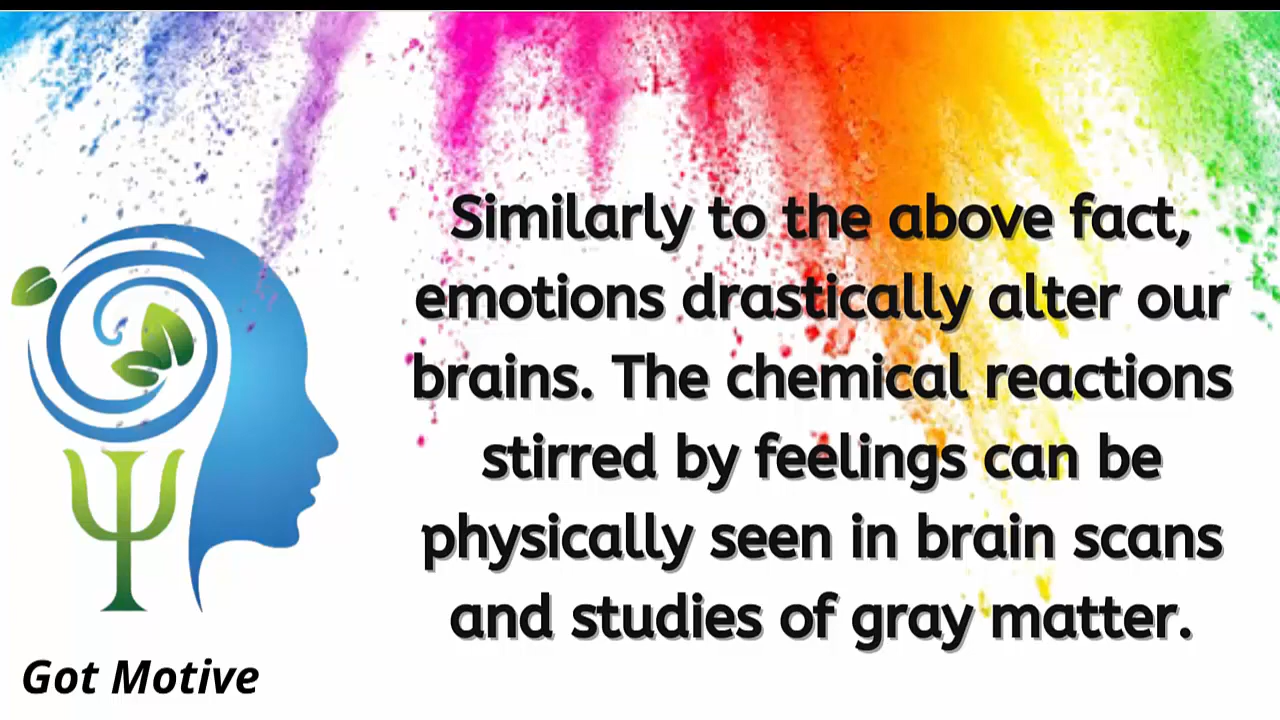 Similarly to the above fact,
emotions drastically alter our
brains. The chemical reactions
stirred by feelings can be
physically seen in brain scans
and studies of gray matter.
Got Motive